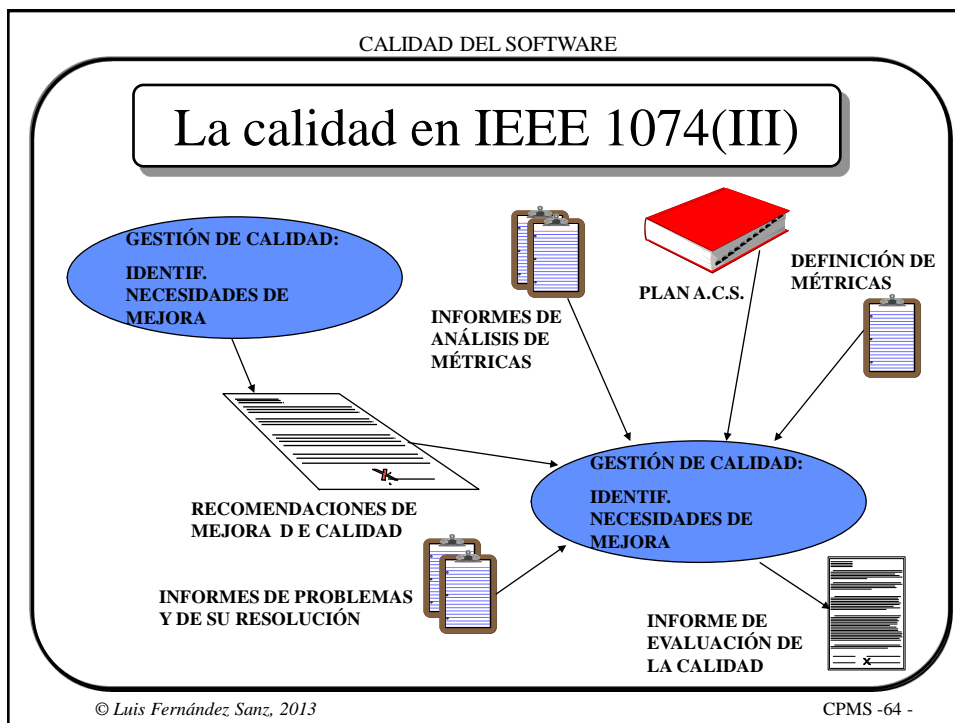 CALIDAD DEL SOFTWARE
La calidad en IEEE 1074(III)
GESTIÓN DE CALIDAD:
IDENTIF.
NECESIDADES DE
MEJORA
INFORMES DE
ANÁLISIS DE
MÉTRICAS
PLAN A.C.S.
DEFINICIÓN DE
MÉTRICAS
RECOMENDACIONES DE
MEJORA D E CALIDAD
GESTIÓN DE CALIDAD:
IDENTIF.
NECESIDADES DE
MEJORA
INFORMES DE PROBLEMAS
Y DE SU RESOLUCIÓN
INFORME DE
EVALUACIÓN DE
LA CALIDAD
© Luis Fernández Sanz, 2013
CPMS -64 -